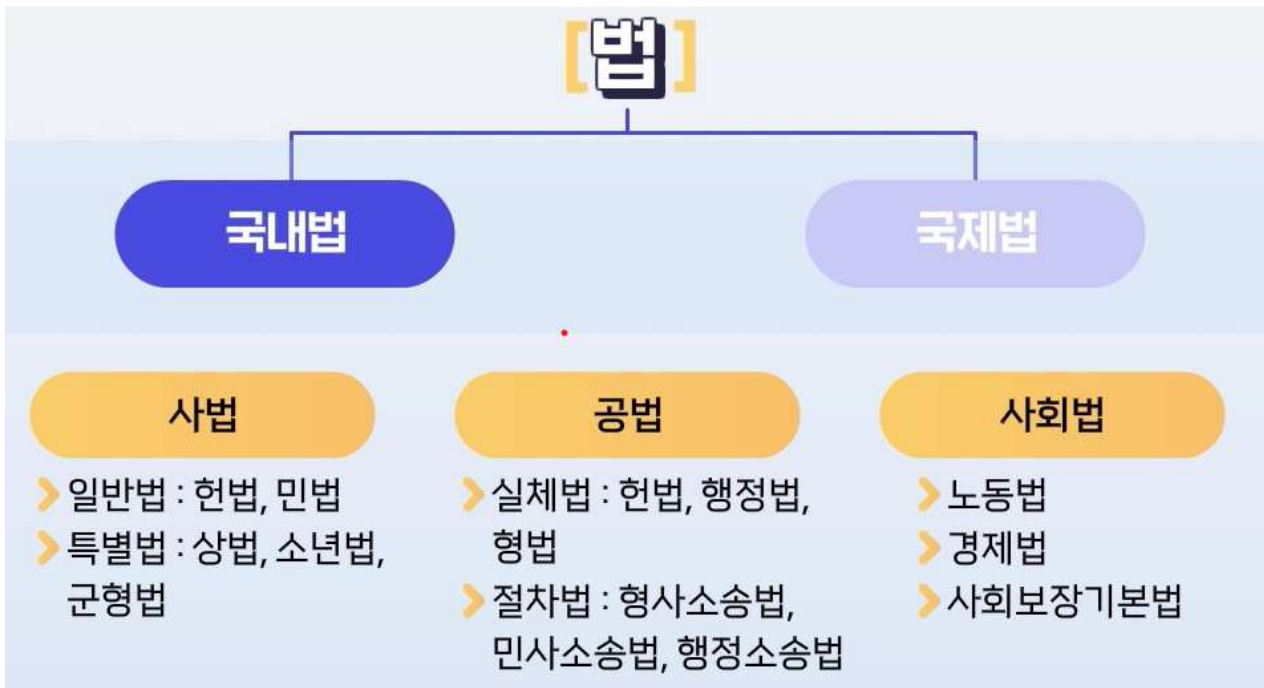 [법]
국내법
국제법
사법
일반법 : 헌법, 민법
특별법 : 상법, 소년법,
군형법
공법
실체법 : 헌법, 행정법,
형법
절차법 : 형사소송법,
민사소송법, 행정소송법
사회법
노동법
경제법
사회보장기본법